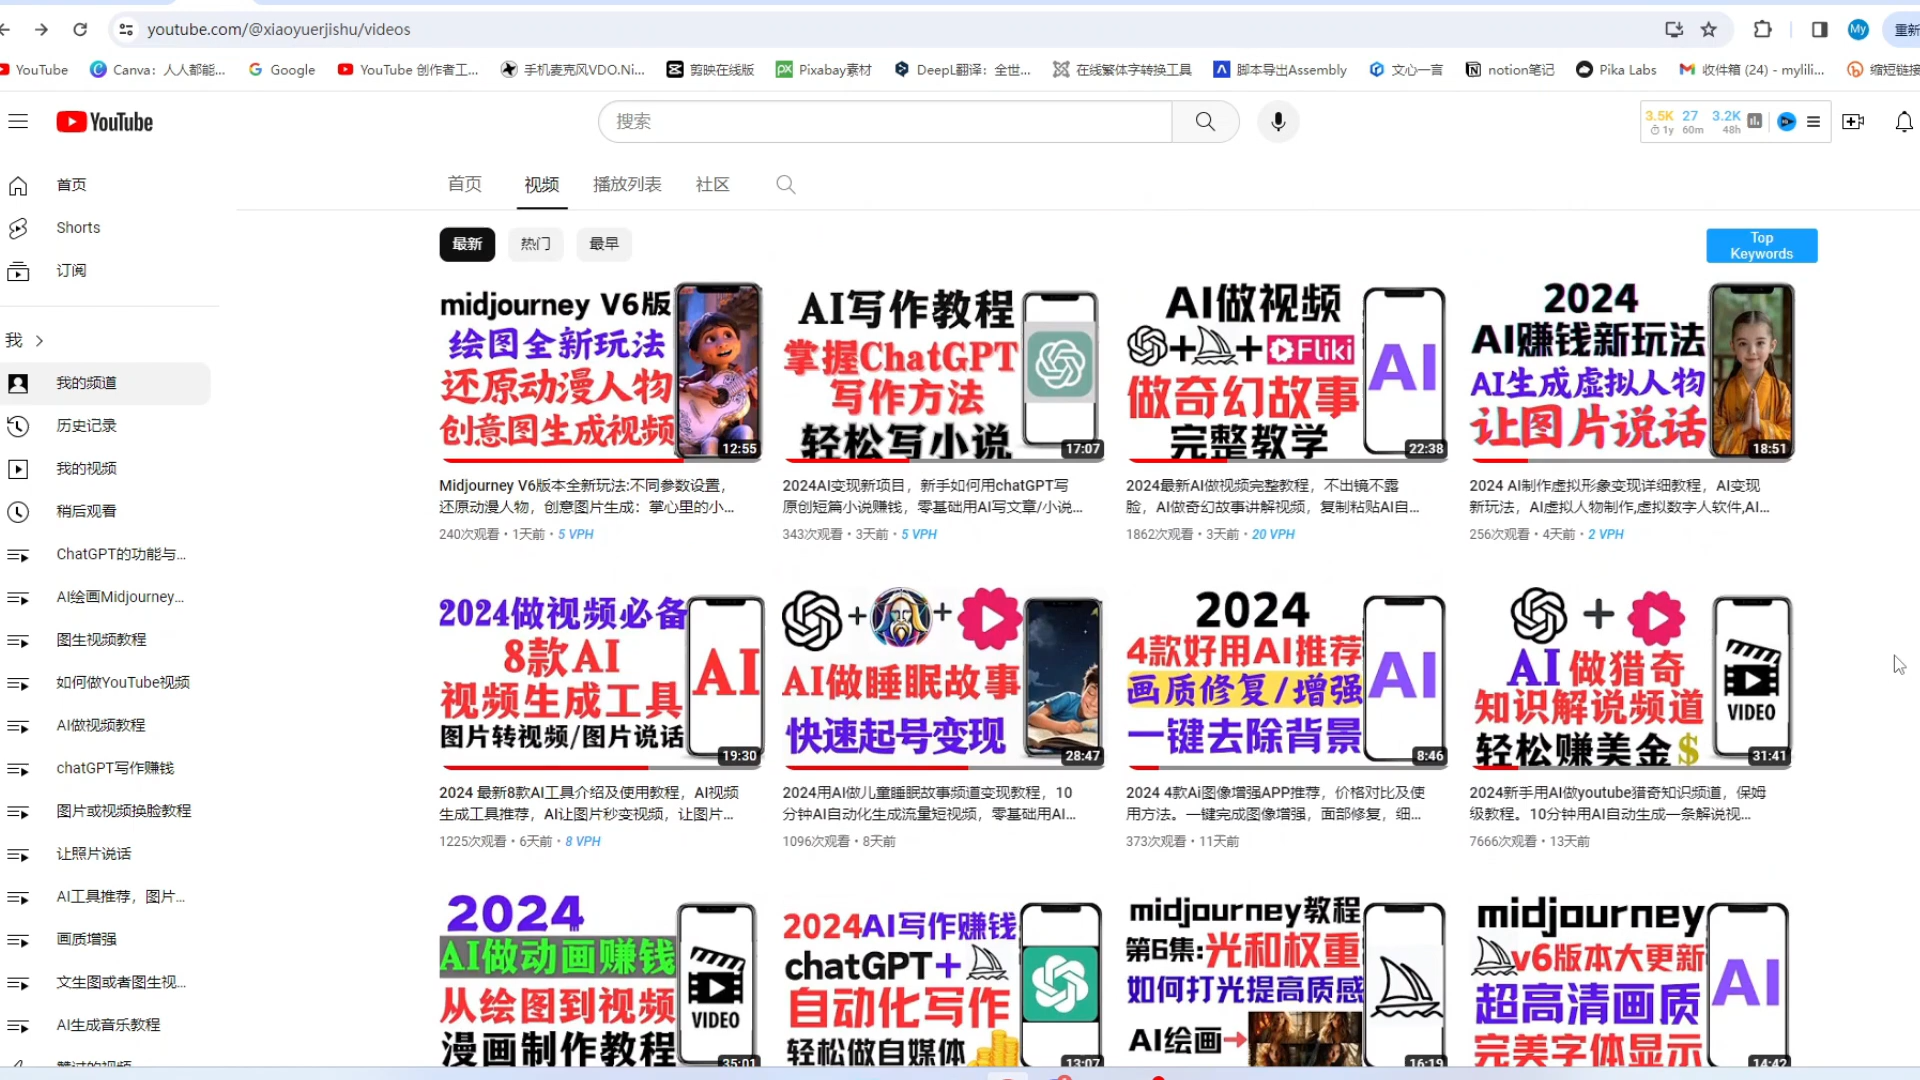 youtube.com/@xiaoyuerjishu/videos
My
重新
YouTube
Canva：人人都能...
Google
YouTube 创作者工...
手机麦克风VDO.Ni...
剪映在线版
Pixabay素材
DeepL翻译：全世...
在线繁体字转换工具
脚本导出Assembly
文心一言
notion笔记
Pika Labs
收件箱 (24) - mylili...
缩短链接
YouTube
搜索
3.5K 27 3.2K
1y 60m 48h
首页
Shorts
订阅
我
我的频道
历史记录
我的视频
稍后观看
ChatGPT的功能与...
AI绘画Midjourney...
图生视频教程
如何做YouTube视频
AI做视频教程
chatGPT写作赚钱
图片或视频换脸教程
让照片说话
AI工具推荐，图片...
画质增强
文生图或者图生视...
AI生成音乐教程
首页 视频 播放列表 社区
最新 热门 最早
Top
Keywords
midjourney V6版
绘图全新玩法
还原动漫人物
创意图生成视频
12:55
Midjourney V6版本全新玩法:不同参数设置，
还原动漫人物，创意图片生成：掌心里的小...
240次观看 • 1天前 • 5 VPH
AI写作教程
掌握ChatGPT
写作方法
轻松写小说
17:07
2024AI变现新项目，新手如何用chatGPT写
原创短篇小说赚钱，零基础用AI写文章/小说...
343次观看 • 3天前 • 5 VPH
AI做视频
+ + Fliki
做奇幻故事
完整教学
AI
22:38
2024最新AI做视频完整教程，不出镜不露
脸，AI做奇幻故事讲解视频，复制粘贴AI自...
1862次观看 • 3天前 • 20 VPH
2024
AI赚钱新玩法
AI生成虚拟人物
让图片说话
18:51
2024 AI制作虚拟形象变现详细教程，AI变现
新玩法，AI虚拟人物制作,虚拟数字人软件,AI...
256次观看 • 4天前 • 2 VPH
2024做视频必备
8款AI
视频生成工具
图片转视频/图片说话
AI
19:30
2024 最新8款AI工具介绍及使用教程，AI视频
生成工具推荐，AI让图片秒变视频，让图片...
1225次观看 • 6天前 • 8 VPH
+ +
AI做睡眠故事
快速起号变现
28:47
2024用AI做儿童睡眠故事频道变现教程，10
分钟AI自动化生成流量短视频，零基础用AI...
1096次观看 • 8天前
2024
4款好用AI推荐
画质修复/增强
一键去除背景
AI
8:46
2024 4款Ai图像增强APP推荐，价格对比及使
用方法。一键完成图像增强，面部修复，细...
373次观看 • 11天前
+
AI 做猎奇
知识解说频道
轻松赚美金$
VIDEO
31:41
2024新手用AI做youtube猎奇知识频道，保姆
级教程。10分钟用AI自动生成一条解说视...
7666次观看 • 13天前
2024
AI做动画赚钱
从绘图到视频
漫画制作教程
VIDEO
35:01
2024AI写作赚钱
chatGPT+
自动化写作
轻松做自媒体
13:07
midjourney教程
第6集:光和权重
如何打光提高质感
AI绘画
16:19
midjourney
v6版本大更新
超高清画质
完美字体显示
AI
14:42